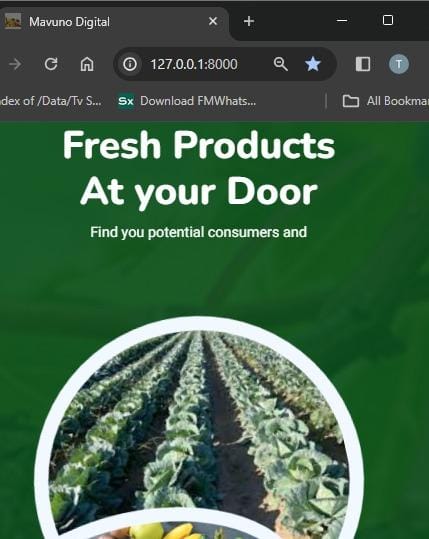 Mavuno Digital
127.0.0.1:8000
ndex of /Data/Tv S...
Sx Download FMWhats...
All Bookmar
T
Fresh Products
At your Door
Find you potential consumers and